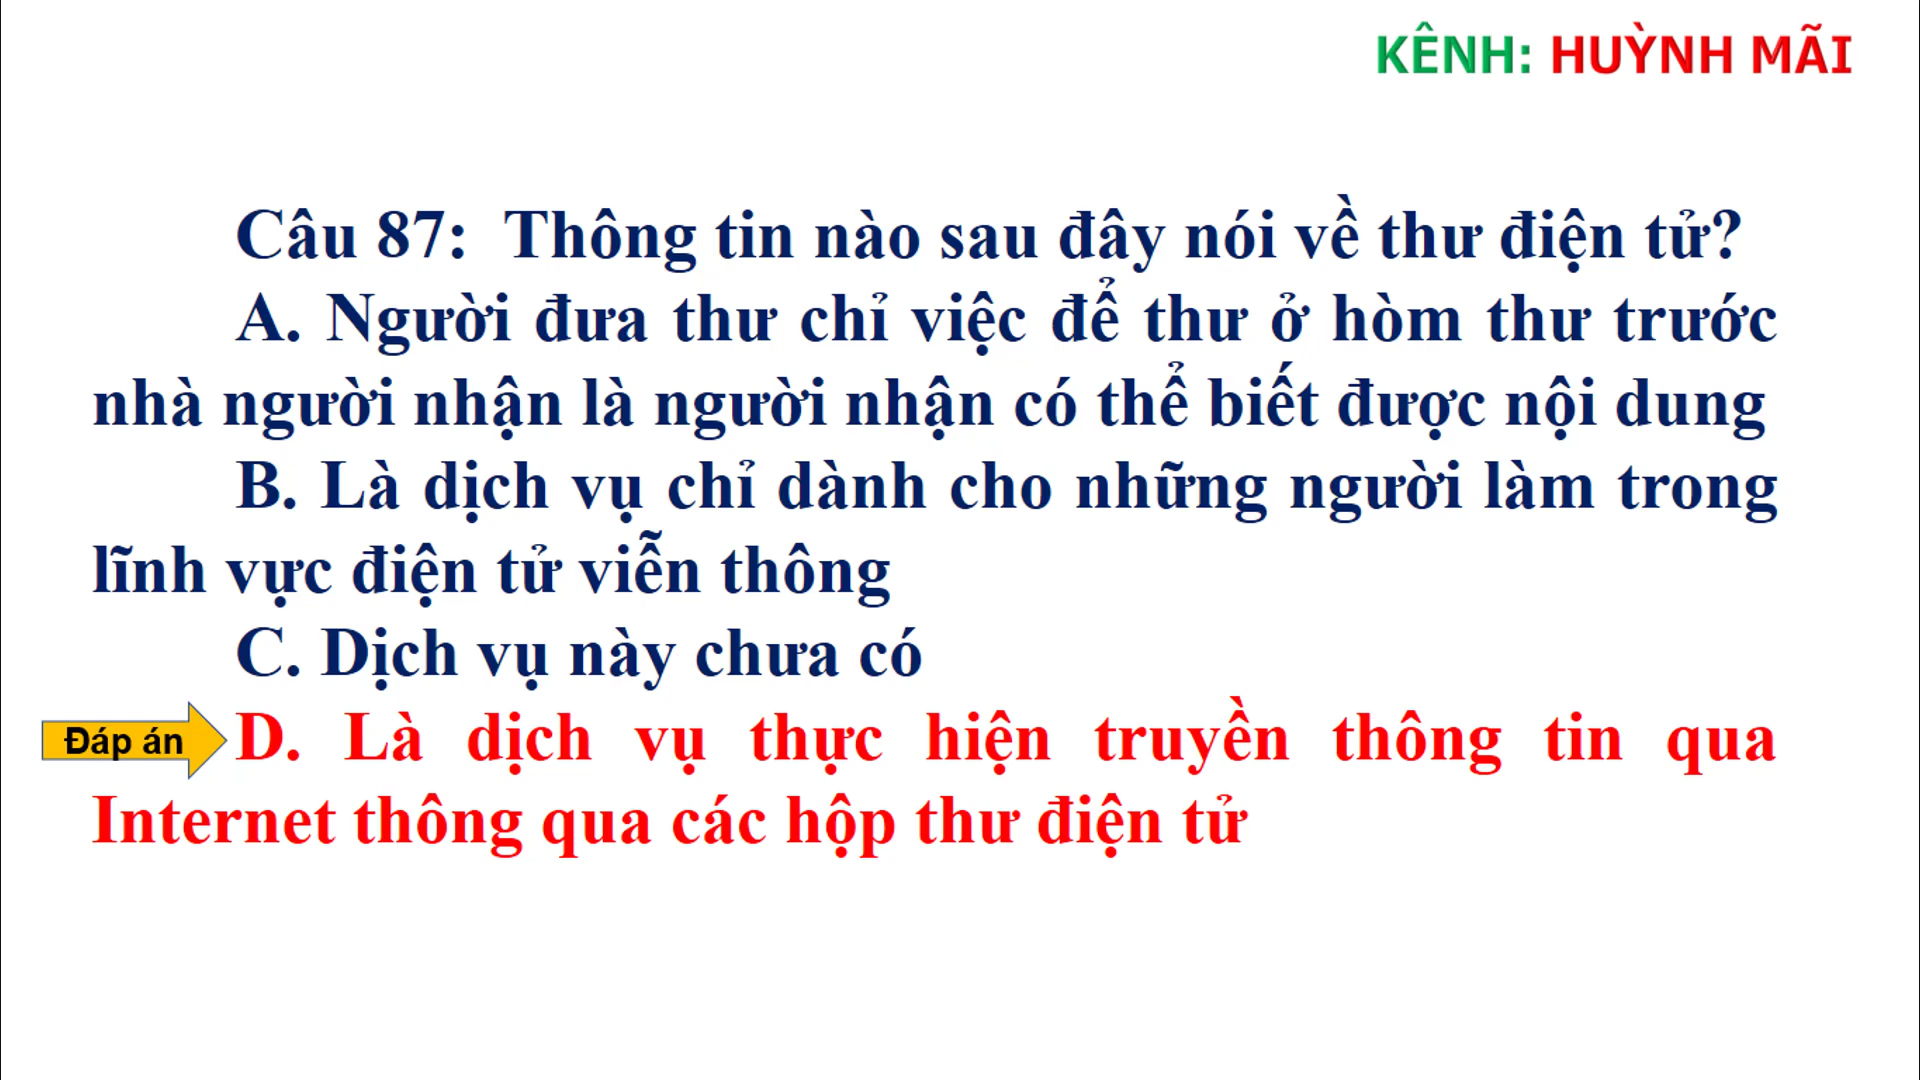 KÊNH: HUỲNH MÃI
Câu 87: Thông tin nào sau đây nói về thư điện tử?
A. Người đưa thư chỉ việc để thư ở hòm thư trước
nhà người nhận là người nhận có thể biết được nội dung
B. Là dịch vụ chỉ dành cho những người làm trong
lĩnh vực điện tử viễn thông
C. Dịch vụ này chưa có
Đáp án D. Là dịch vụ thực hiện truyền thông tin qua
Internet thông qua các hộp thư điện tử